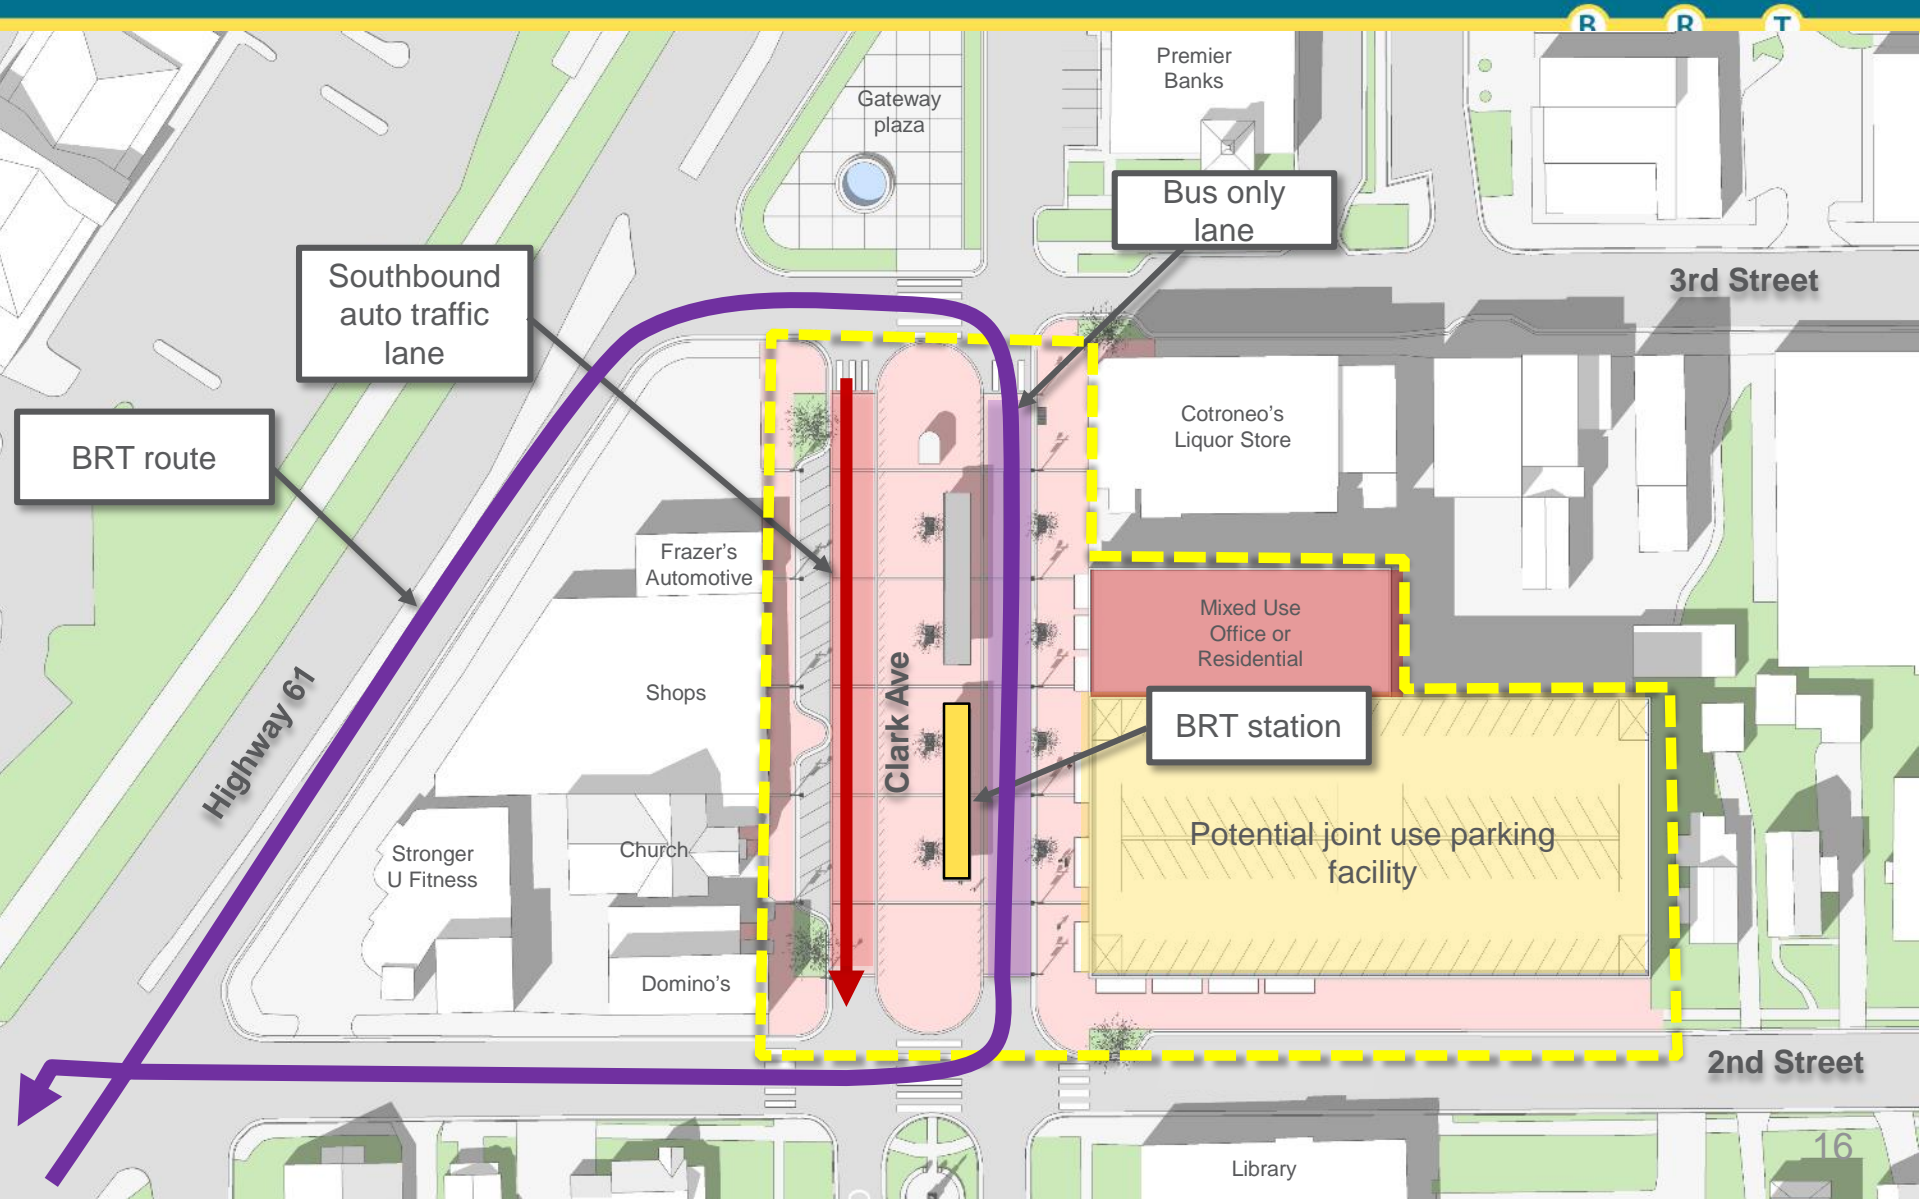 B R T
Premier
Banks
Gateway
plaza
Bus only
lane
3rd Street
Southbound
auto traffic
lane
BRT route
Cotroneo's
Liquor Store
Frazer's
Automotive
Mixed Use
Office or
Residential
Shops
Highway 61
Clark Ave
BRT station
Potential joint use parking
facility
Stronger
U Fitness
Church
Domino's
2nd Street
Library
16